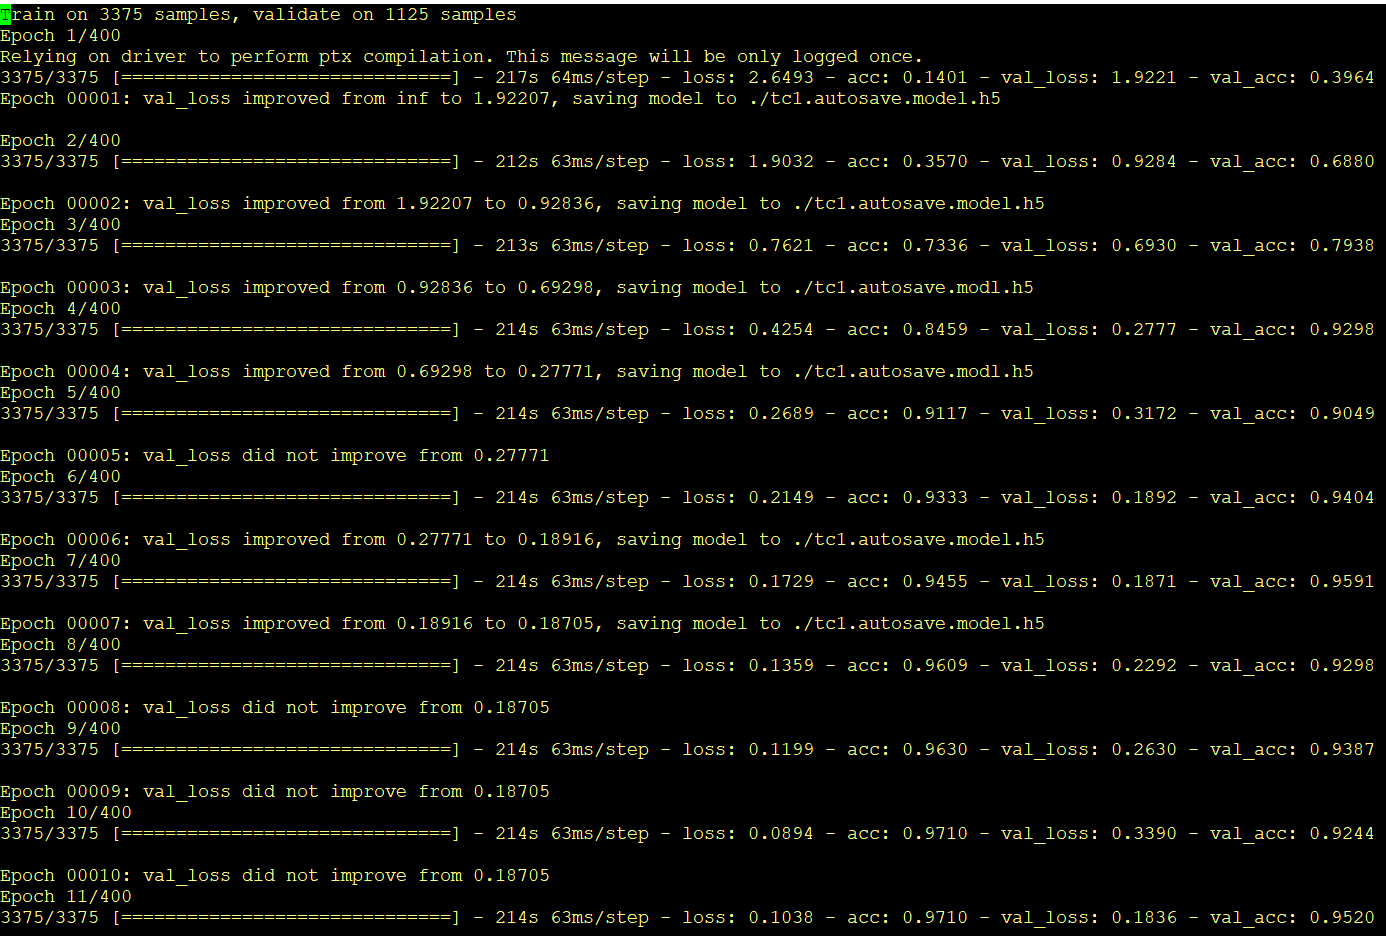 Train on 3375 samples, validate on 1125 samples
Epoch 1/400
Relying on driver to perform ptx compilation. This message will be only logged once.
3375/3375 [==============================] - 217s 64ms/step - loss: 2.6493 - acc: 0.1401 - val_loss: 1.9221 - val_acc: 0.3964
Epoch 00001: val_loss improved from inf to 1.92207, saving model to ./tc1.autosave.model.h5
Epoch 2/400
3375/3375 [==============================] - 212s 63ms/step - loss: 1.9032 - acc: 0.3570 - val_loss: 0.9284 - val_acc: 0.6880
Epoch 00002: val_loss improved from 1.92207 to 0.92836, saving model to ./tc1.autosave.model.h5
Epoch 3/400
3375/3375 [==============================] - 213s 63ms/step - loss: 0.7621 - acc: 0.7336 - val_loss: 0.6930 - val_acc: 0.7938
Epoch 00003: val_loss improved from 0.92836 to 0.69298, saving model to ./tc1.autosave.modl.h5
Epoch 4/400
3375/3375 [==============================] - 214s 63ms/step - loss: 0.4254 - acc: 0.8459 - val_loss: 0.2777 - val_acc: 0.9298
Epoch 00004: val_loss improved from 0.69298 to 0.27771, saving model to ./tc1.autosave.modl.h5
Epoch 5/400
3375/3375 [==============================] - 214s 63ms/step - loss: 0.2689 - acc: 0.9117 - val_loss: 0.3172 - val_acc: 0.9049
Epoch 00005: val_loss did not improve from 0.27771
Epoch 6/400
3375/3375 [==============================] - 214s 63ms/step - loss: 0.2149 - acc: 0.9333 - val_loss: 0.1892 - val_acc: 0.9404
Epoch 00006: val_loss improved from 0.27771 to 0.18916, saving model to ./tc1.autosave.model.h5
Epoch 7/400
3375/3375 [==============================] - 214s 63ms/step - loss: 0.1729 - acc: 0.9455 - val_loss: 0.1871 - val_acc: 0.9591
Epoch 00007: val_loss improved from 0.18916 to 0.18705, saving model to ./tc1.autosave.model.h5
Epoch 8/400
3375/3375 [==============================] - 214s 63ms/step - loss: 0.1359 - acc: 0.9609 - val_loss: 0.2292 - val_acc: 0.9298
Epoch 00008: val_loss did not improve from 0.18705
Epoch 9/400
3375/3375 [==============================] - 214s 63ms/step - loss: 0.1199 - acc: 0.9630 - val_loss: 0.2630 - val_acc: 0.9387
Epoch 00009: val_loss did not improve from 0.18705
Epoch 10/400
3375/3375 [==============================] - 214s 63ms/step - loss: 0.0894 - acc: 0.9710 - val_loss: 0.3390 - val_acc: 0.9244
Epoch 00010: val_loss did not improve from 0.18705
Epoch 11/400
3375/3375 [==============================] - 214s 63ms/step - loss: 0.1038 - acc: 0.9710 - val_loss: 0.1836 - val_acc: 0.9520